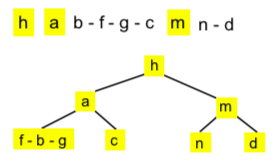 h a b - f - g - c m n - d
h
a m
f - b - g c n d